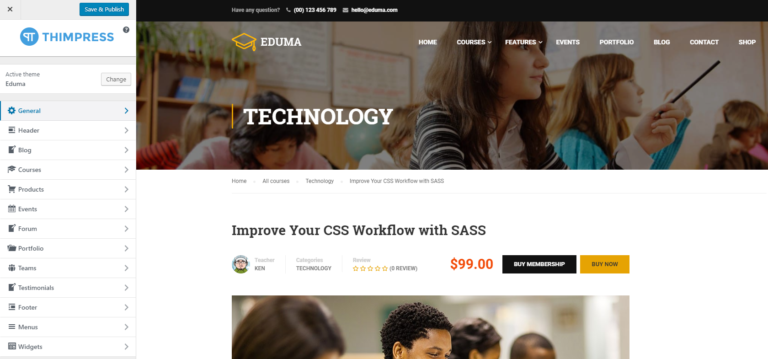 Save & Publish
THIMPRESS
Active theme
Eduma
Change
General
Header
Blog
Courses
Products
Events
Forum
Portfolio
Teams
Testimonials
Footer
Menus
Widgets
Have any question? (00) 123 456 789 hello@eduma.com
EDUMA HOME COURSES FEATURES EVENTS PORTFOLIO BLOG CONTACT SHOP
TECHNOLOGY
Home All courses Technology Improve Your CSS Workflow with SASS
Improve Your CSS Workflow with SASS
Teacher Categories Review
KEN TECHNOLOGY (0 REVIEW)
$99.00 BUY MEMBERSHIP BUY NOW